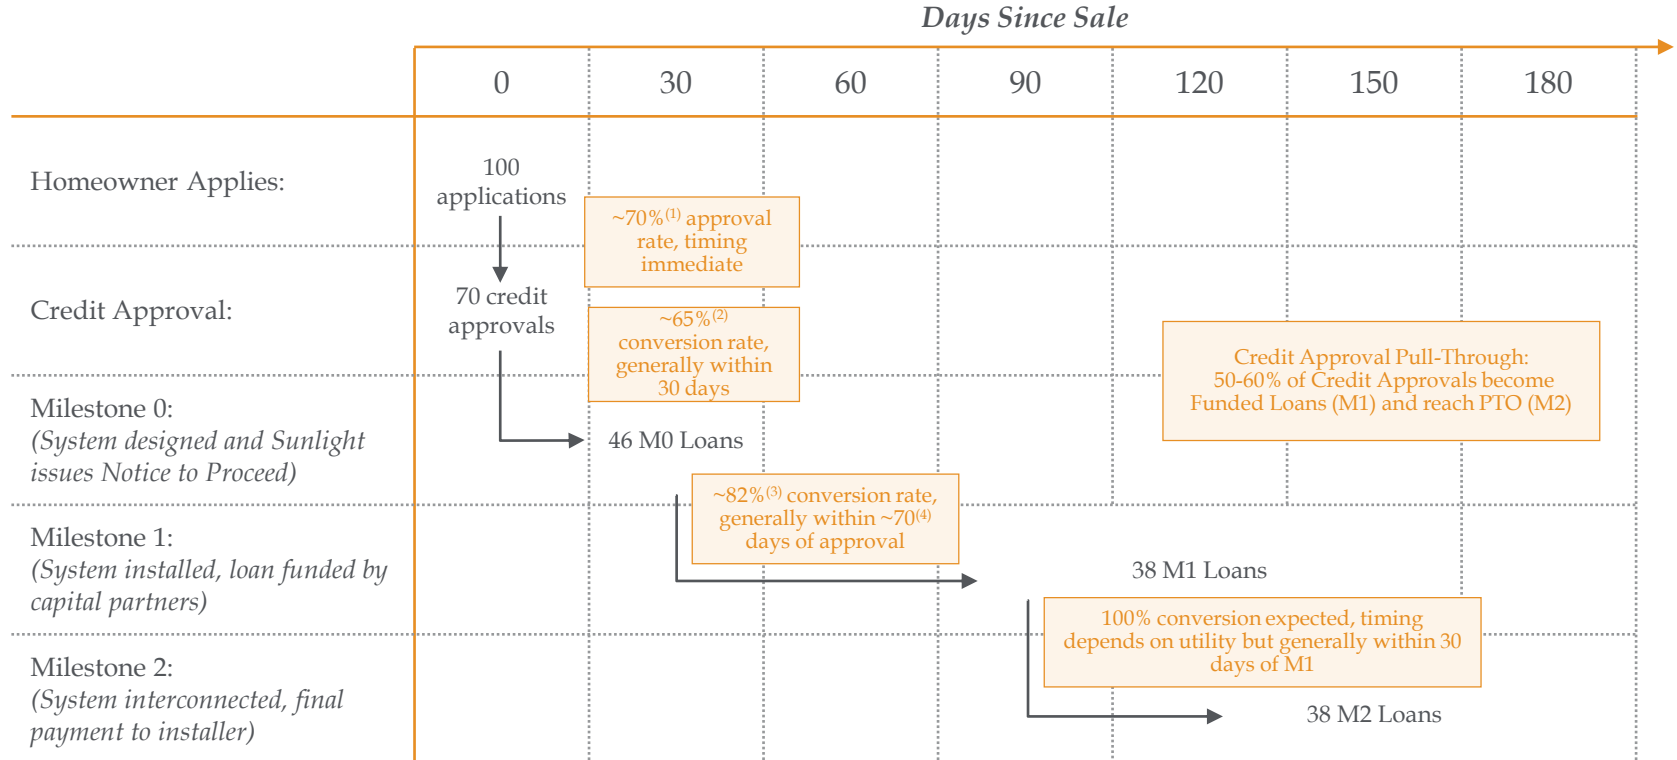 Days Since Sale
0 30 60 90 120 150 180
Homeowner Applies:
100
applications
~70%(1) approval
rate, timing
immediate
Credit Approval:
70 credit
approvals
~65%(2)
conversion rate,
generally within
30 days
Credit Approval Pull-Through:
50-60% of Credit Approvals become
Funded Loans (M1) and reach PTO (M2)
Milestone 0:
(System designed and Sunlight
issues Notice to Proceed)
46 M0 Loans
~82%(3) conversion rate,
generally within ~70(4)
days of approval
Milestone 1:
(System installed, loan funded by
capital partners)
38 M1 Loans
100% conversion expected, timing
depends on utility but generally within 30
days of M1
Milestone 2:
(System interconnected, final
payment to installer)
38 M2 Loans